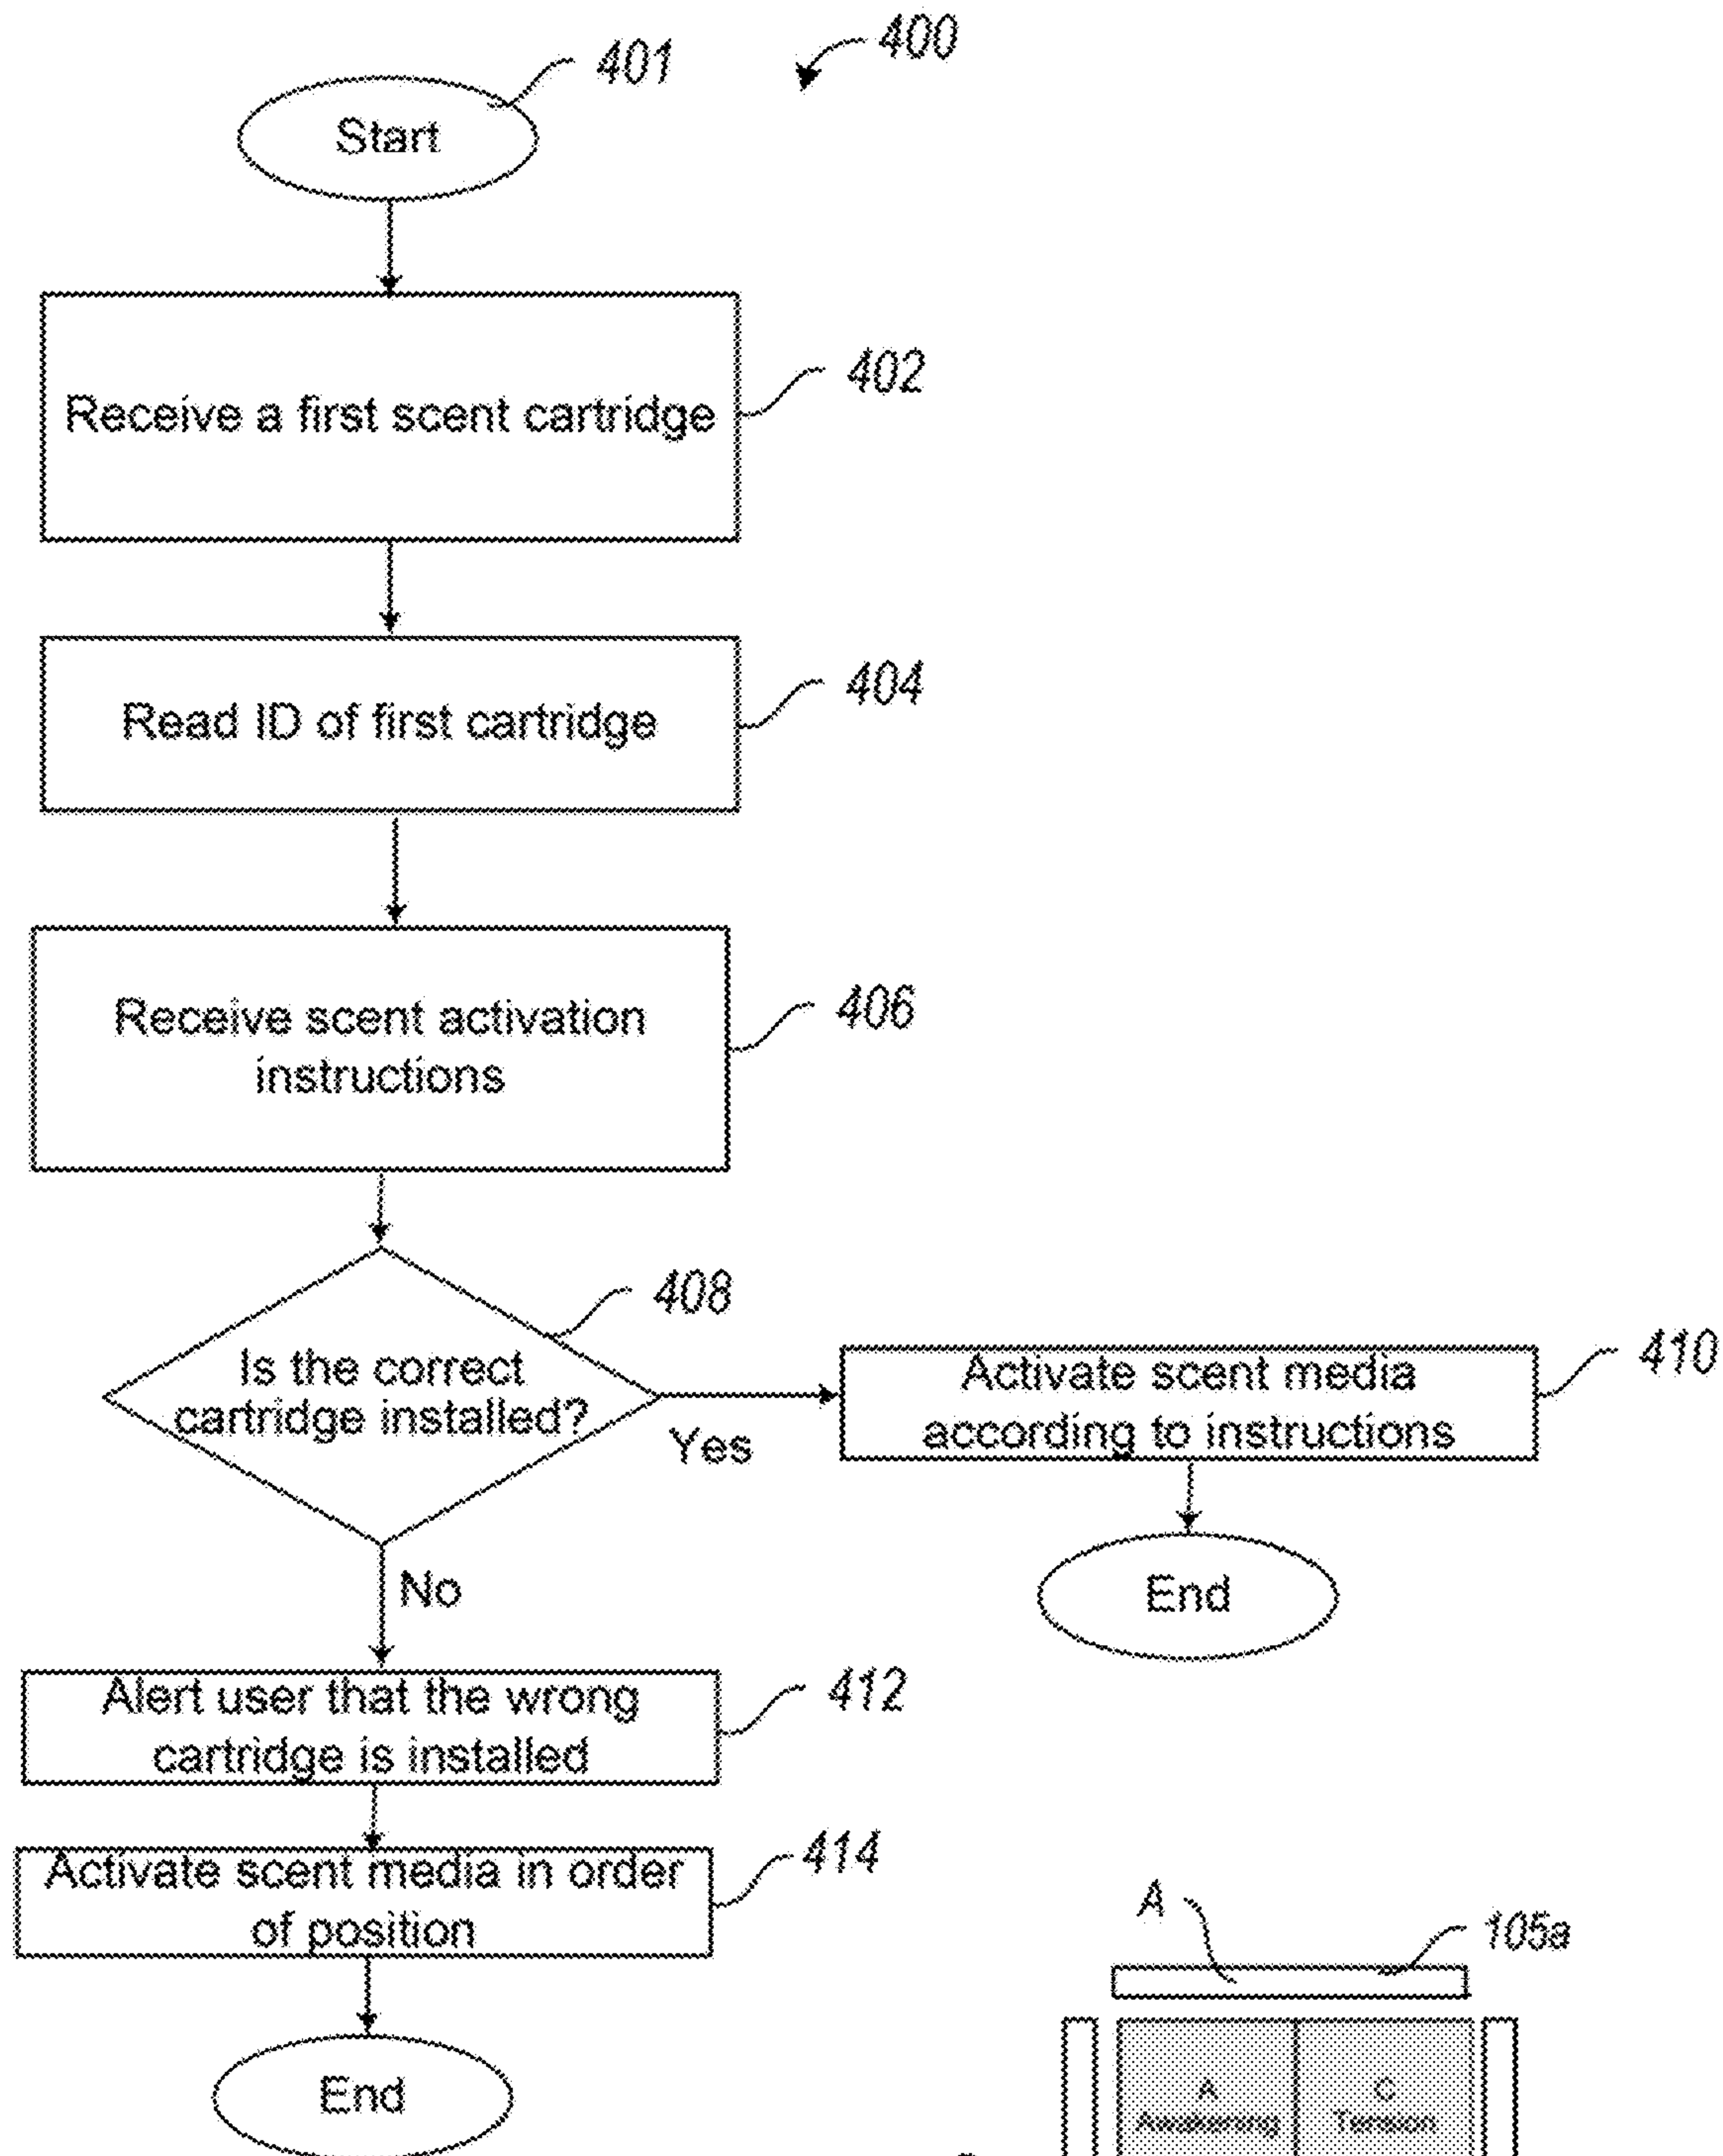 400
401
Start
402
Receive a first scent cartridge
404
Read ID of first cartridge
406
Receive scent activation
instructions
408
Is the correct
cartridge installed?
Yes
410
Activate scent media
according to instructions
End
No
412
Alert user that the wrong
cartridge is installed
414
Activate scent media in order
of position
End
A
105a
A
Awakening
C
Tension